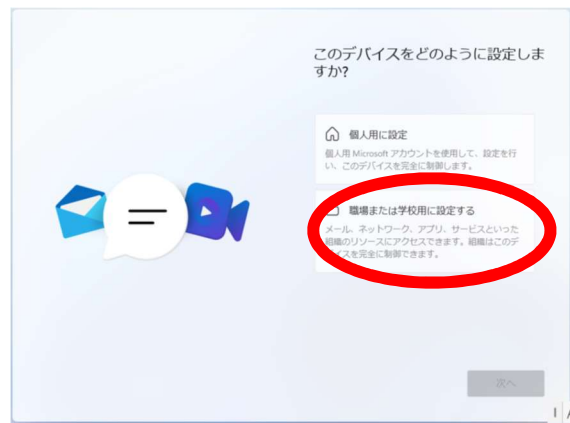 このデバイスをどのように設定しま
すか?
個人用に設定
個人用 Microsoft アカウントを使用して、設定を行
い、このデバイスを完全に制御します。
職場または学校用に設定する
メール、ネットワーク、アプリ、サービスといった
組織のリソースにアクセスできます。組織はこのデ
イスを完全に制御できます。
次へ